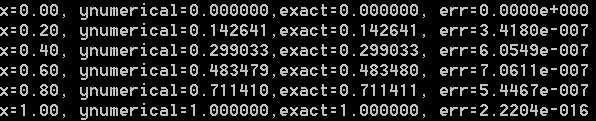 x=0.00, ynumerical=0.000000,exact=0.000000, err=0.0000e+000
x=0.20, ynumerical=0.142641,exact=0.142641, err=3.4180e-007
x=0.40, ynumerical=0.299033,exact=0.299033, err=6.0549e-007
x=0.60, ynumerical=0.483479,exact=0.483480, err=7.0611e-007
x=0.80, ynumerical=0.711410,exact=0.711411, err=5.4467e-007
x=1.00, ynumerical=1.000000,exact=1.000000, err=2.2204e-016